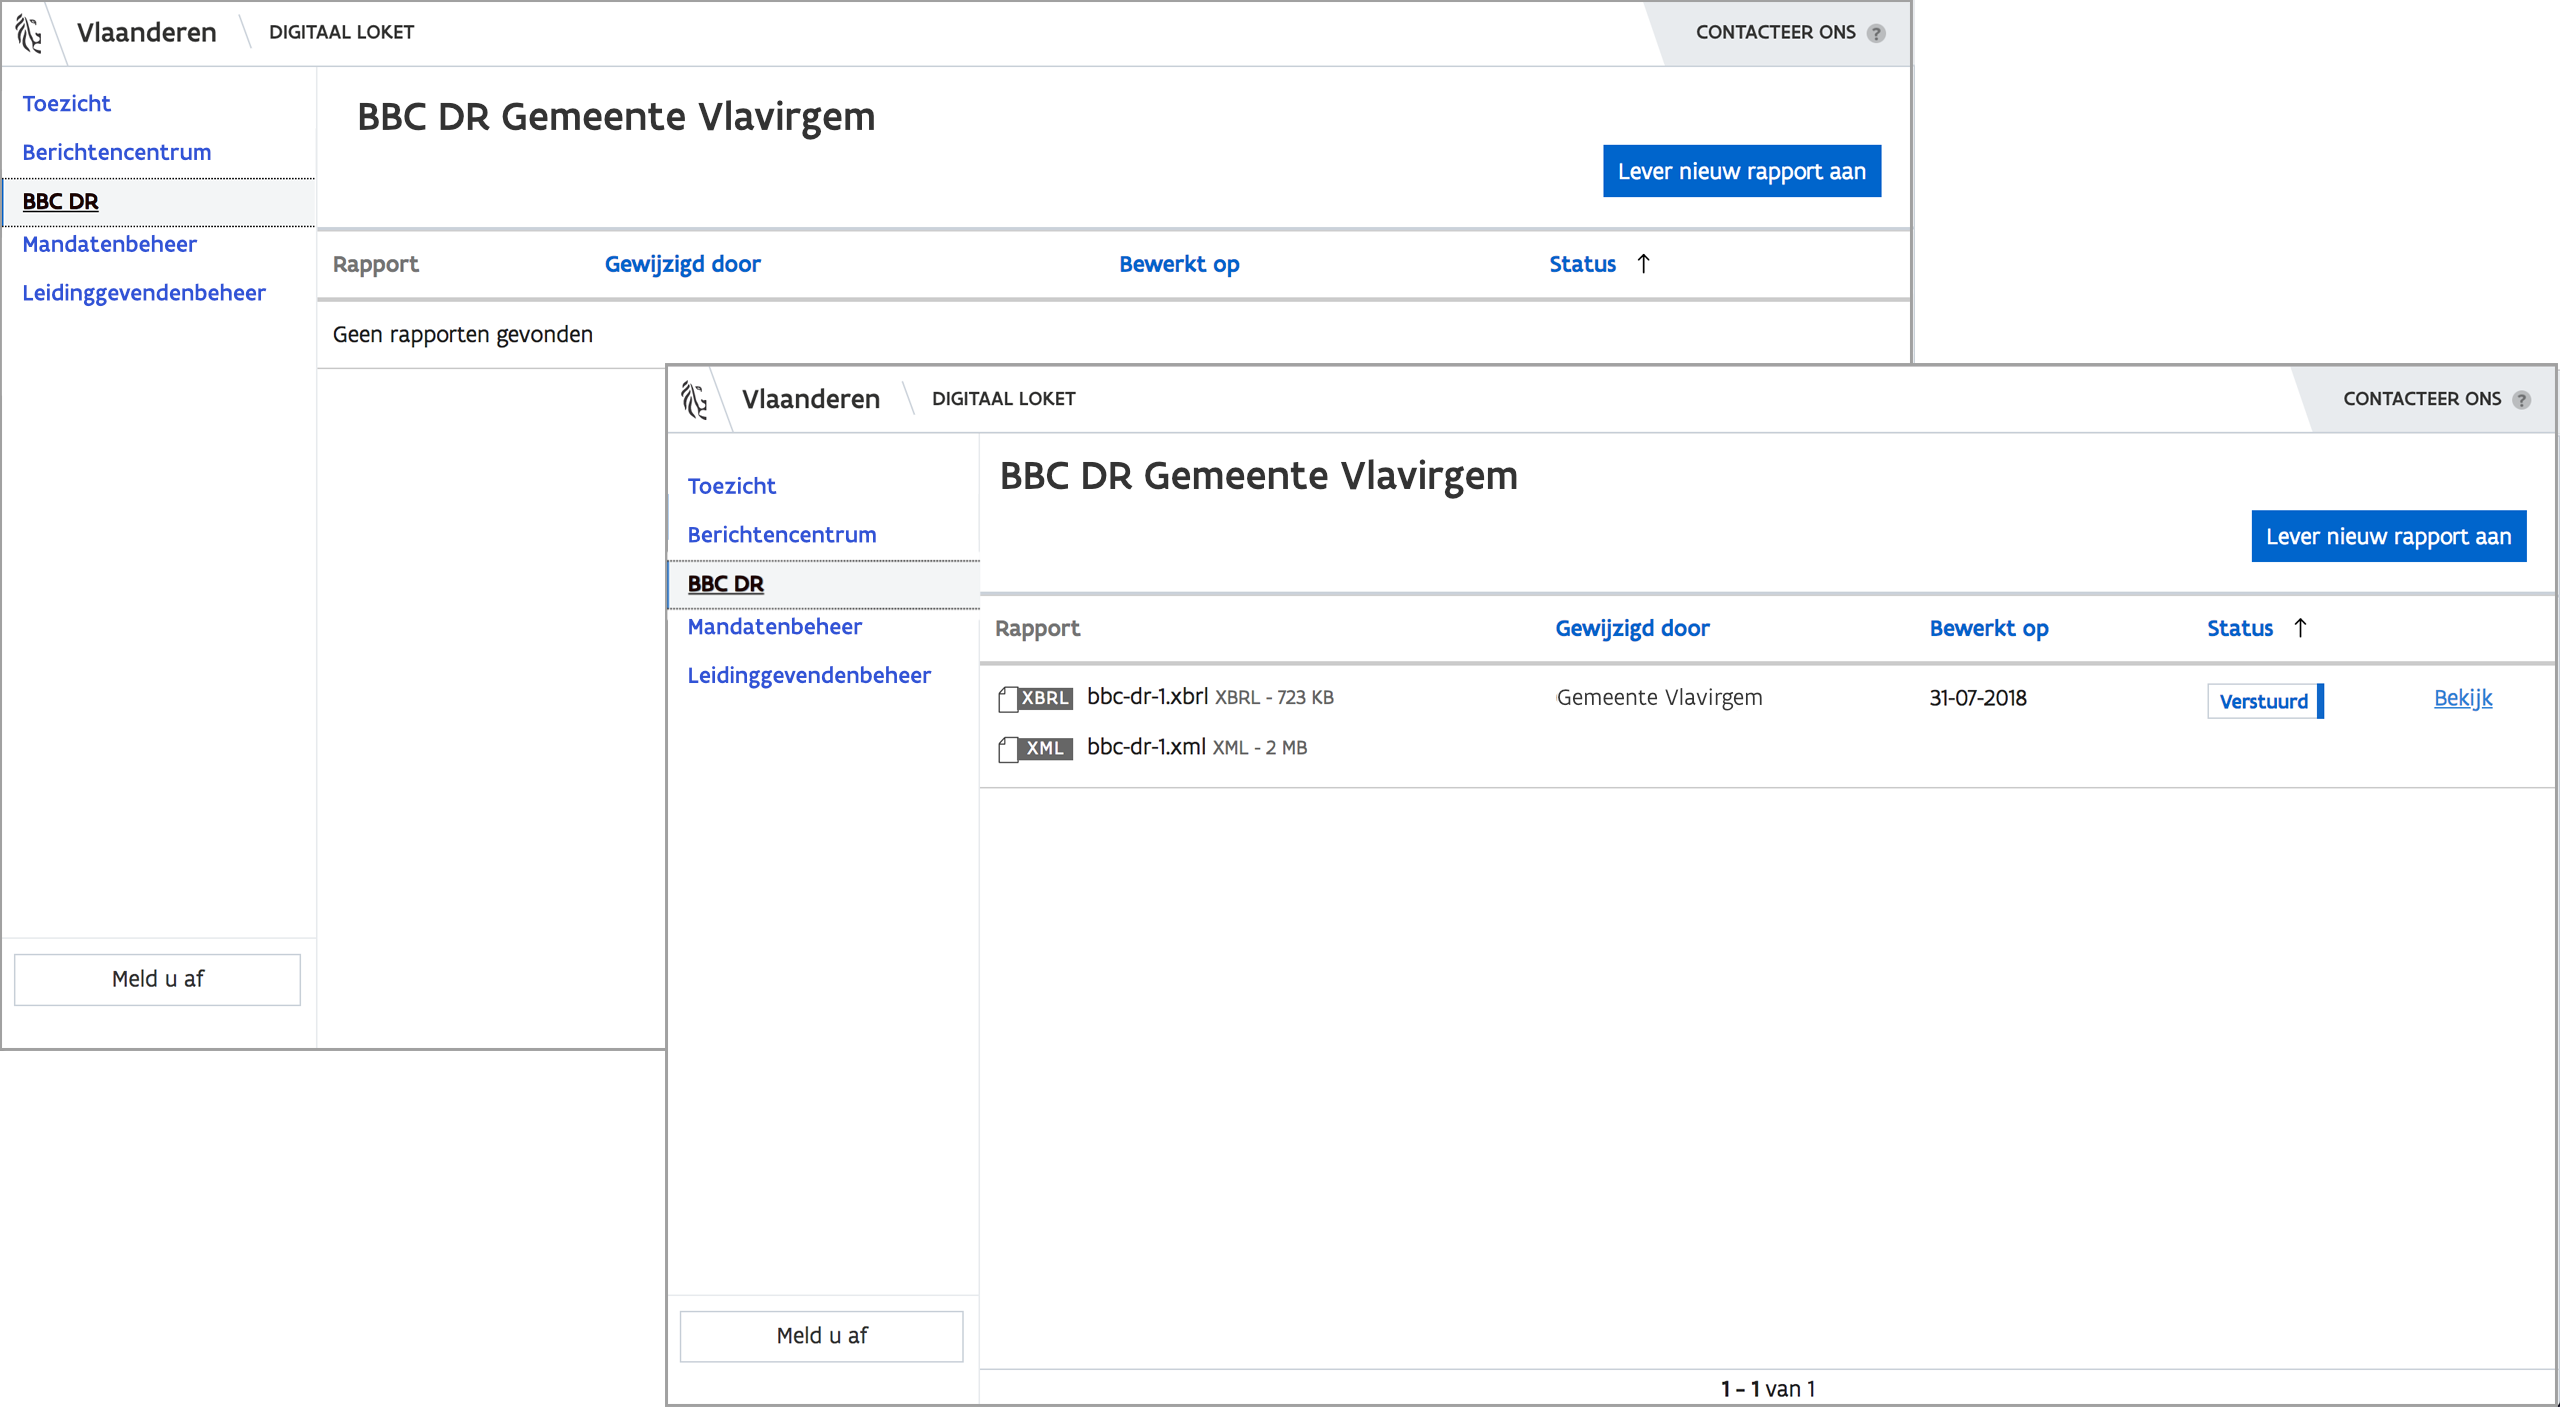 Vlaanderen DIGITAAL LOKET CONTACTEER ONS ?
Toezicht
Berichtencentrum
BBC DR
Mandatenbeheer
Leidinggevendenbeheer
Meld u af
BBC DR Gemeente Vlavirgem
Lever nieuw rapport aan
Rapport Gewijzigd door Bewerkt op Status ↑
Geen rapporten gevonden
Vlaanderen DIGITAAL LOKET CONTACTEER ONS ?
Toezicht
Berichtencentrum
BBC DR
Mandatenbeheer
Leidinggevendenbeheer
Meld u af
BBC DR Gemeente Vlavirgem
Lever nieuw rapport aan
Rapport Gewijzigd door Bewerkt op Status ↑
XBRL bbc-dr-1.xbrl XBRL - 723 KB Gemeente Vlavirgem 31-07-2018 Verstuurd Bekijk
XML bbc-dr-1.xml XML - 2 MB
1 - 1 van 1